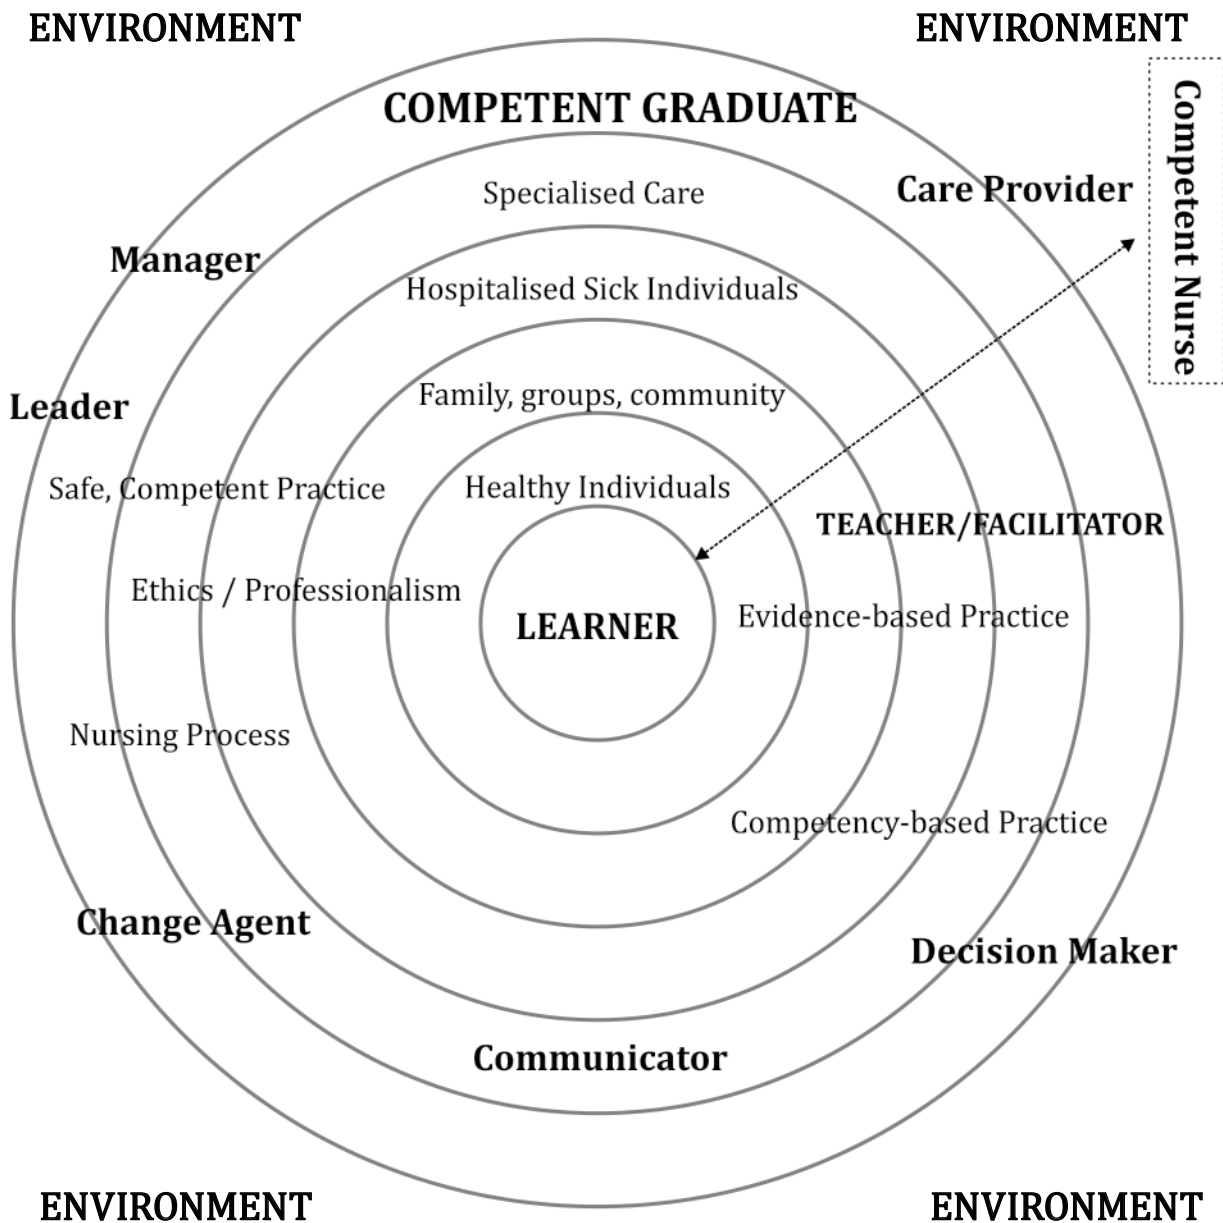 ENVIRONMENT
ENVIRONMENT
COMPETENT GRADUATE
Competent Nurse
Specialised Care
Care Provider
Manager
Hospitalised Sick Individuals
Family, groups, community
Leader
Healthy Individuals
Safe, Competent Practice
TEACHER/FACILITATOR
Ethics / Professionalism
LEARNER
Evidence-based Practice
Nursing Process
Competency-based Practice
Change Agent
Decision Maker
Communicator
ENVIRONMENT
ENVIRONMENT